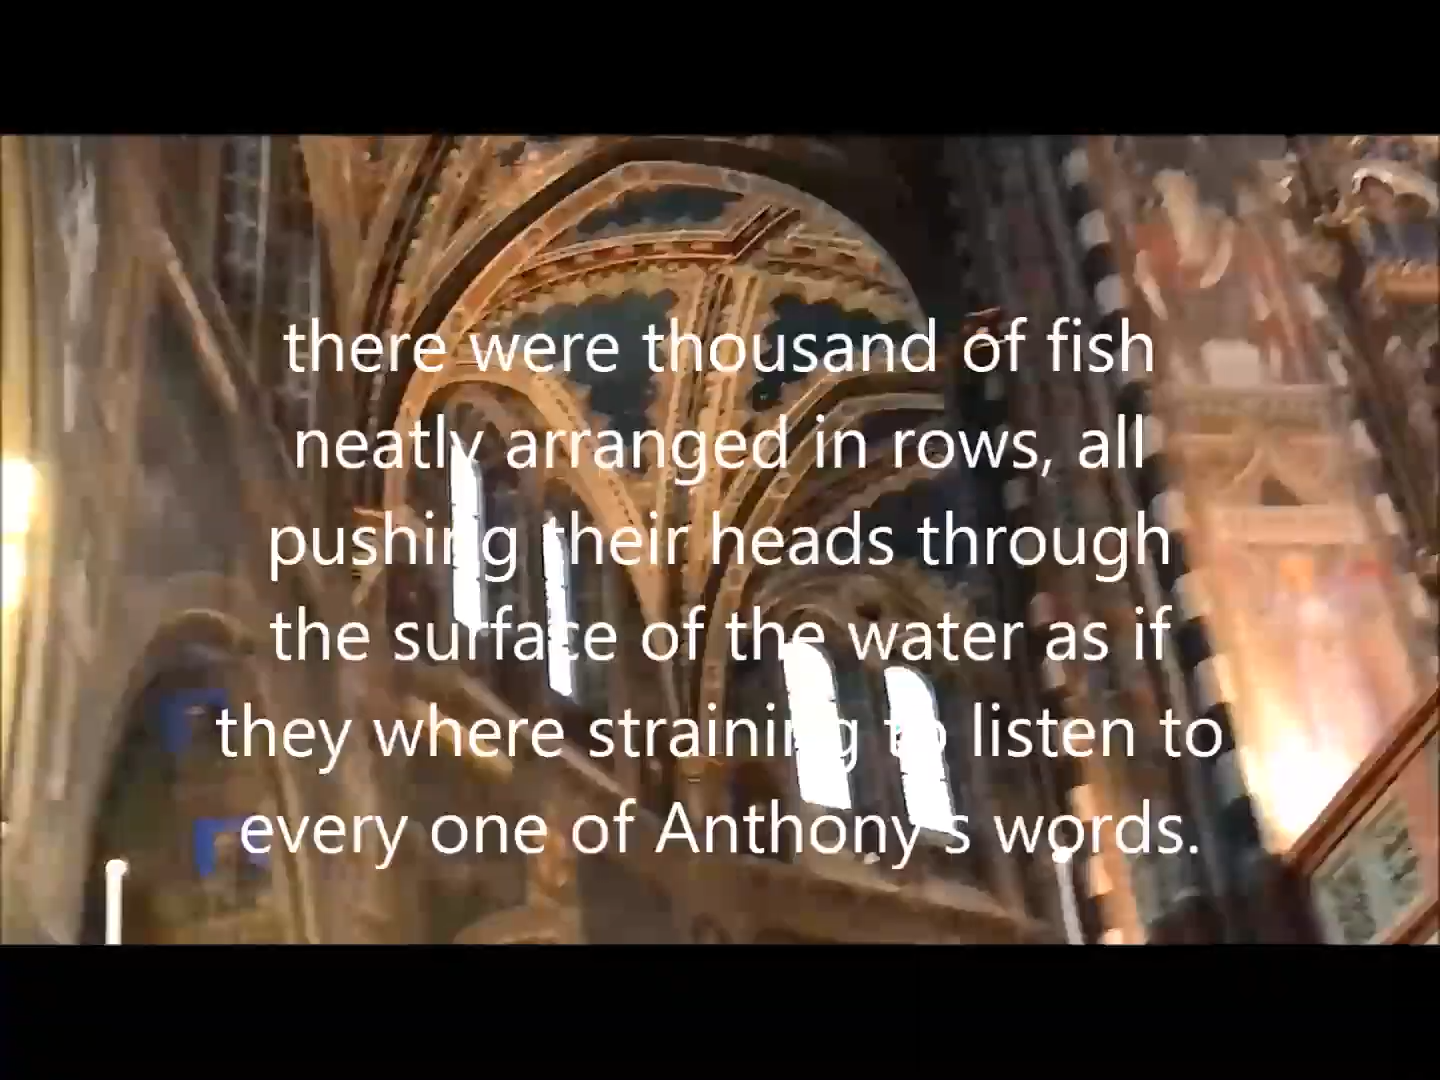 there were thousand of fish
neatly arranged in rows, all
pushing their heads through
the surface of the water as if
they where straining to listen to
every one of Anthony s words.